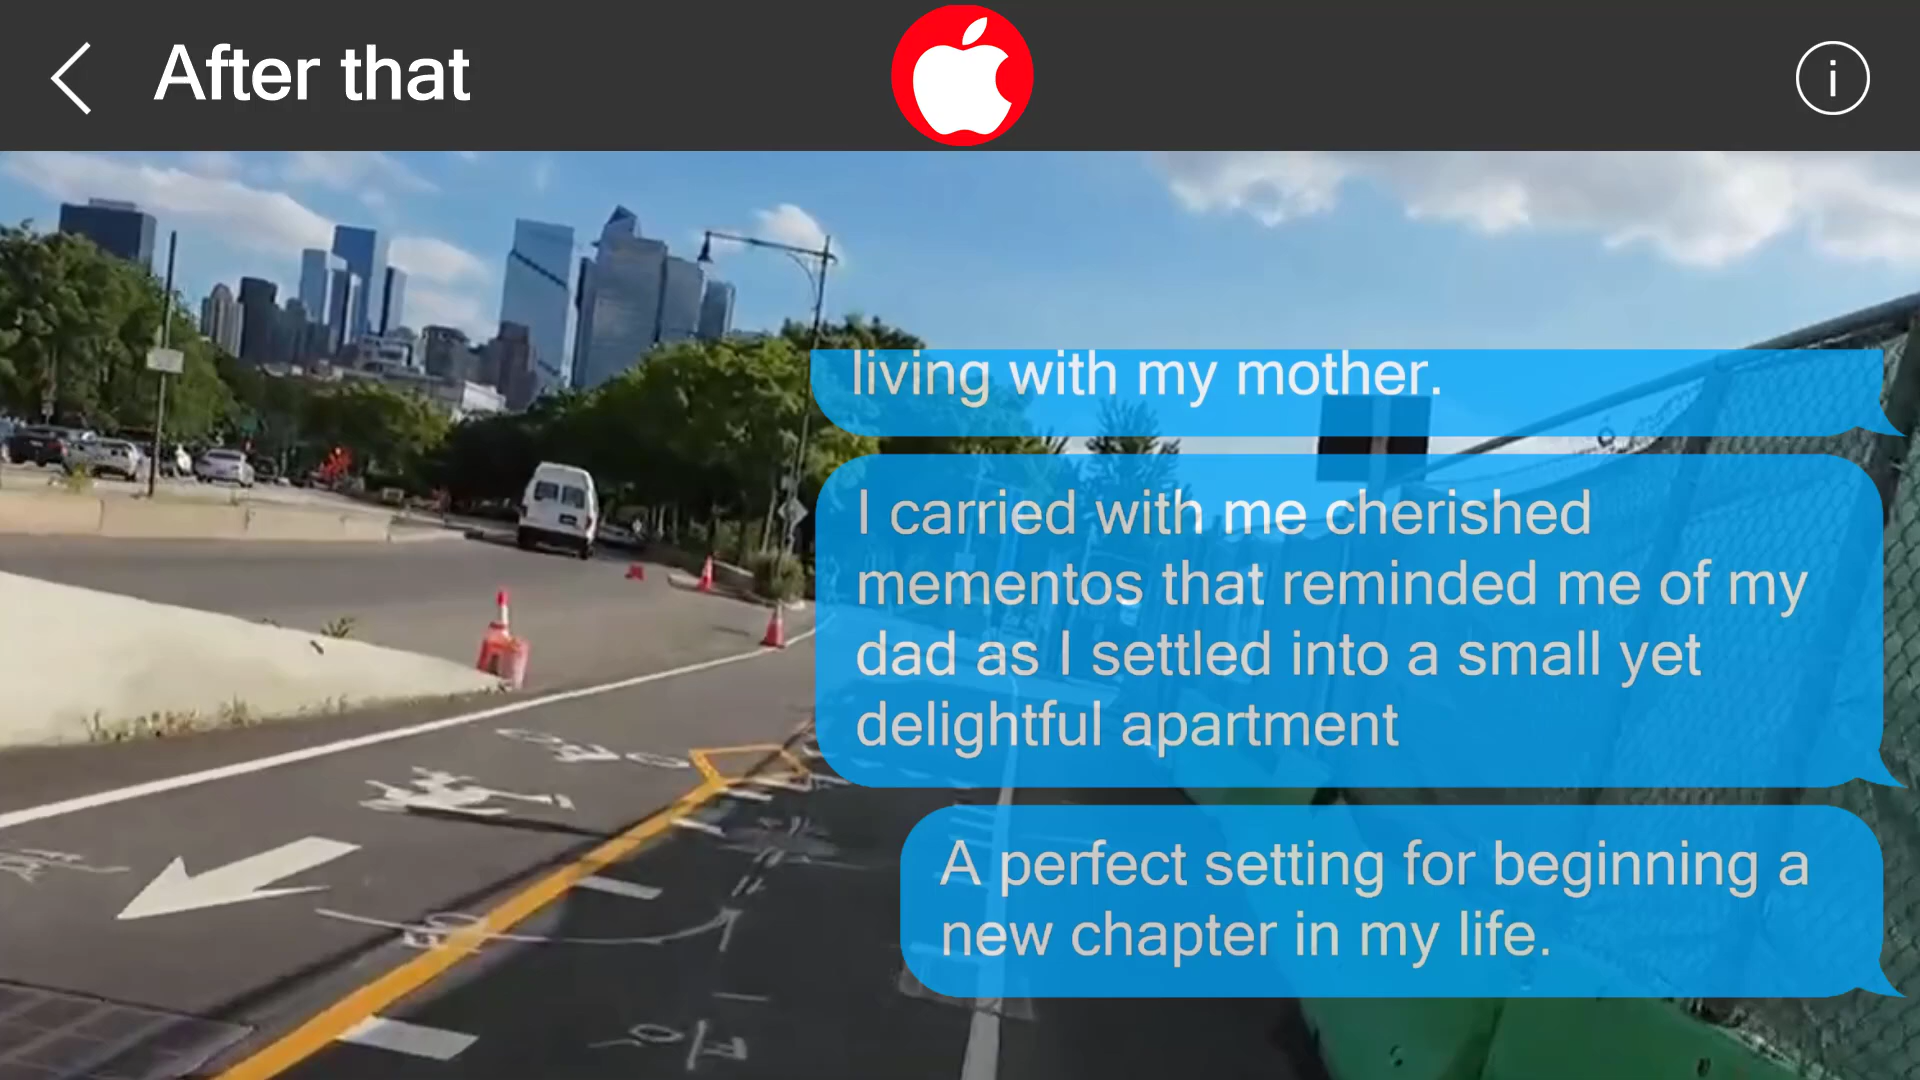 After that
living with my mother.
I carried with me cherished
mementos that reminded me of my
dad as I settled into a small yet
delightful apartment
A perfect setting for beginning a
new chapter in my life.